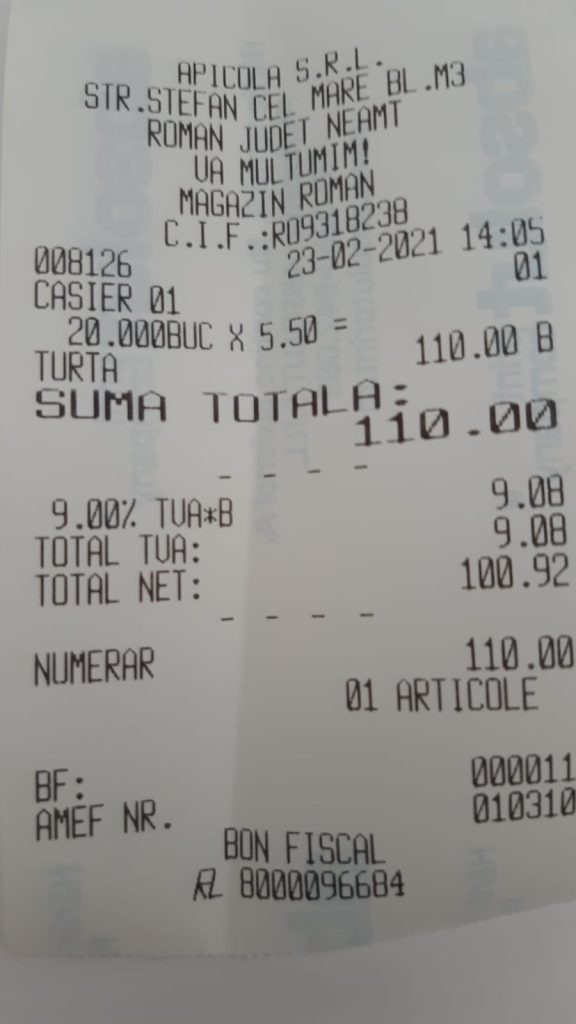 APICOLA S.R.L.
STR.STEFAN CEL MARE BL.M3
ROMAN JUDET NEAMT
VA MULTUMIM!
MAGAZIN ROMAN
C.I.F.:RO9318238
008126 23-02-2021 14:05
CASIER 01 01
20.000BUC X 5.50 =
TURTA 110.00 B
SUMA TOTALA:
110.00
- - - -
9.00% TVA*B 9.08
TOTAL TVA: 9.08
TOTAL NET: 100.92
- - - -
NUMERAR 110.00
01 ARTICOLE
BF: 000011
AMEF NR. 010310
BON FISCAL
8000096684